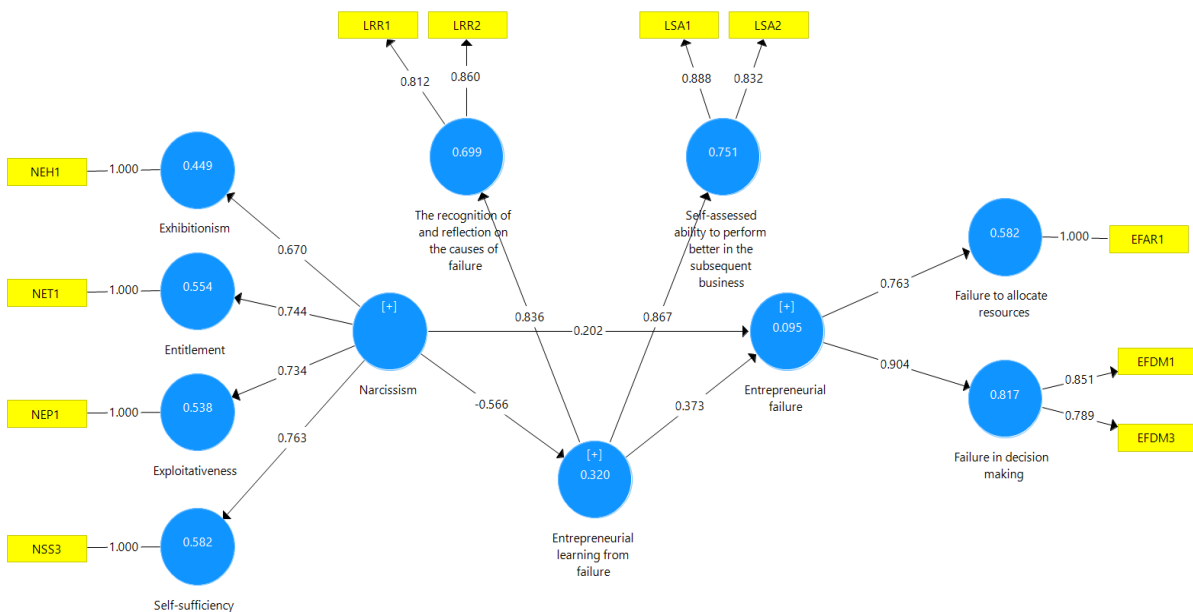 LRR1
LRR2
LSA1
LSA2
0.812
0.860
0.888
0.832
NEH1
1.000
0.449
Exhibitionism
0.699
The recognition of
and reflection on
the causes of
failure
0.751
Self-assessed
ability to perform
better in the
subsequent
business
0.670
0.582
Failure to allocate
resources
1.000
EFAR1
NET1
1.000
0.554
Entitlement
0.744
[+]
Narcissism
0.836
0.202
0.867
[+]
0.095
Entrepreneurial
failure
0.763
0.904
NEP1
1.000
0.538
Exploitativeness
0.734
0.763
-0.566
0.373
0.817
Failure in decision
making
0.851
EFDM1
0.789
EFDM3
[+]
0.320
Entrepreneurial
learning from
failure
NSS3
1.000
0.582
Self-sufficiency